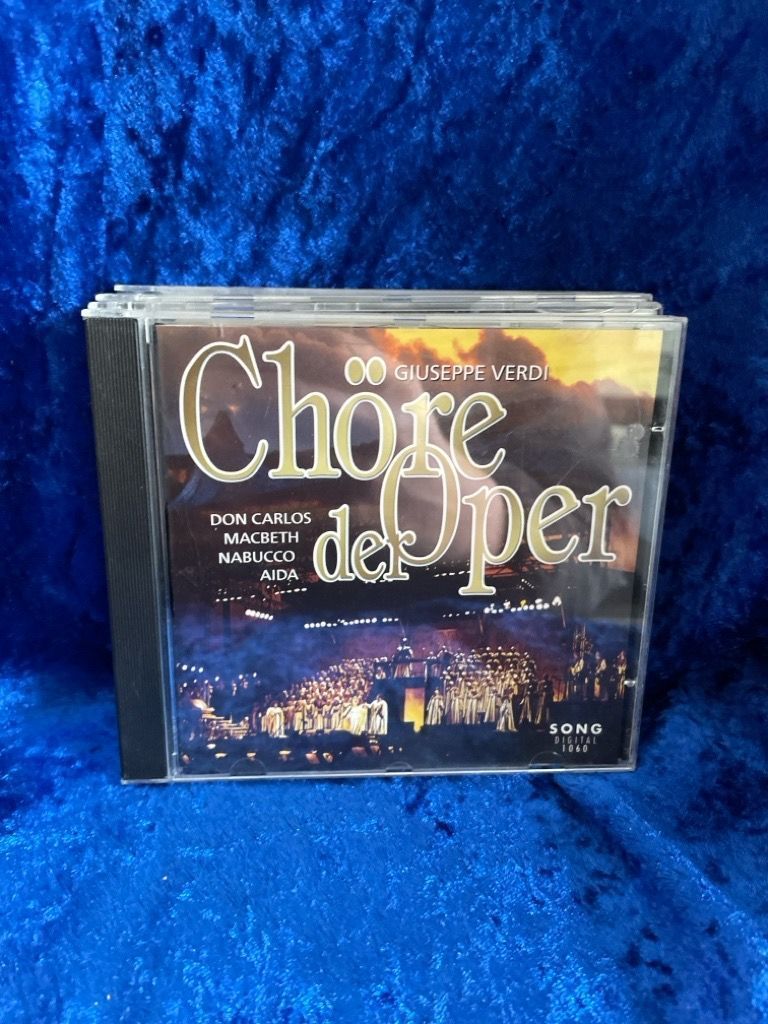 GIUSEPPE VERDI
Chöre
der Oper
DON CARLOS
MACBETH
NABUCCO
AIDA
SONG
DIGITAL
1060